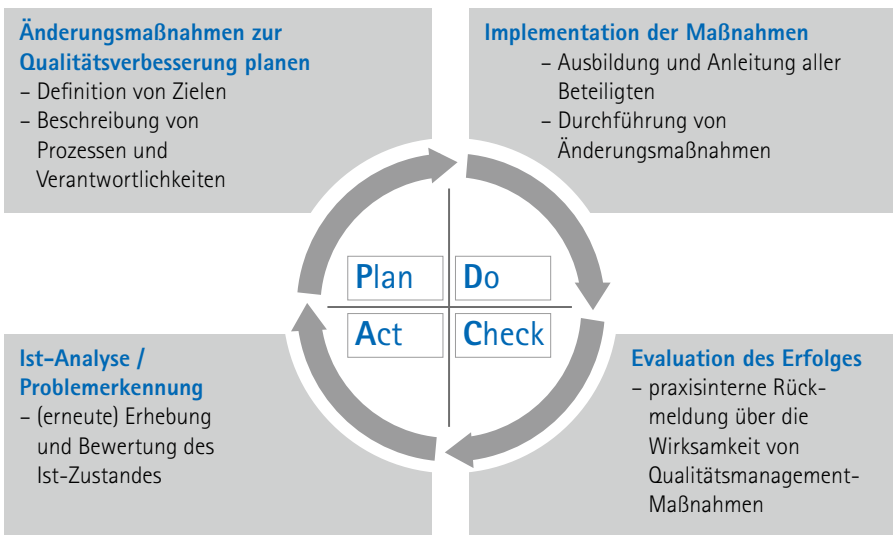 Änderungsmaßnahmen zur
Qualitätsverbesserung planen
– Definition von Zielen
– Beschreibung von
Prozessen und
Verantwortlichkeiten
Implementation der Maßnahmen
– Ausbildung und Anleitung aller
Beteiligten
– Durchführung von
Änderungsmaßnahmen
Plan
Do
Act
Check
Ist-Analyse /
Problemerkennung
– (erneute) Erhebung
und Bewertung des
Ist-Zustandes
Evaluation des Erfolges
– praxisinterne Rück-
meldung über die
Wirksamkeit von
Qualitätsmanagement-
Maßnahmen